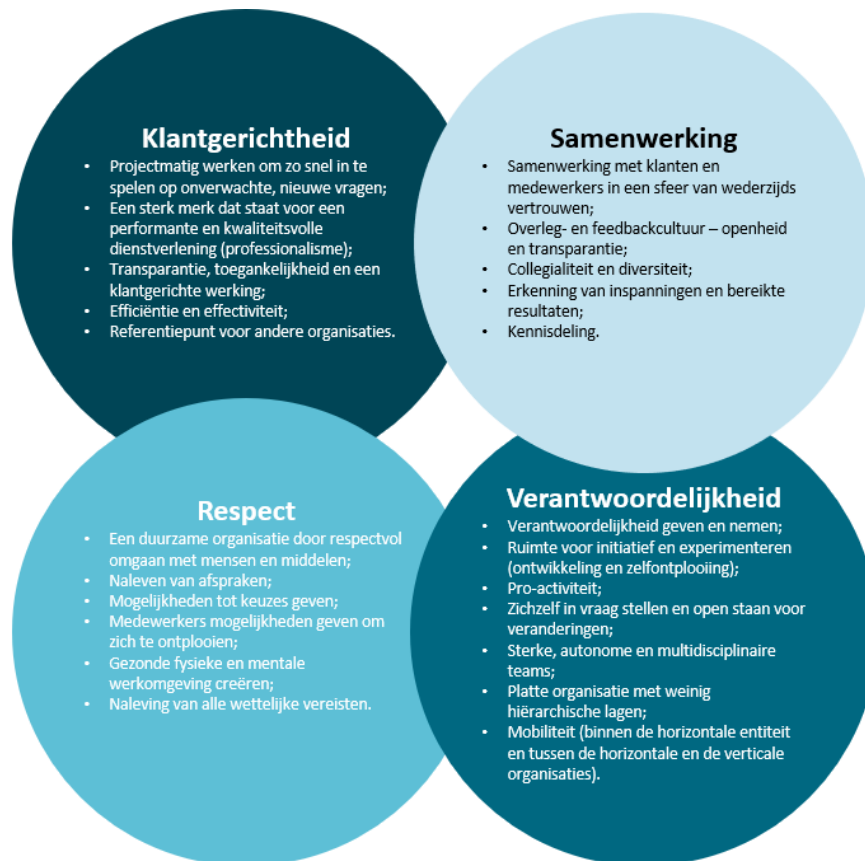 Klantgerichtheid
• Projectmatig werken om zo snel in te
spelen op onverwachte, nieuwe vragen;
• Een sterk merk dat staat voor een
performante en kwaliteitsvolle
dienstverlening (professionalisme);
• Transparantie, toegankelijkheid en een
klantgerichte werking;
• Efficiëntie en effectiviteit;
• Referentiepunt voor andere organisaties.
Samenwerking
• Samenwerking met klanten en
medewerkers in een sfeer van wederzijds
vertrouwen;
• Overleg- en feedbackcultuur – openheid
en transparantie;
• Collegialiteit en diversiteit;
• Erkenning van inspanningen en bereikte
resultaten;
• Kennisdeling.
Respect
• Een duurzame organisatie door respectvol
omgaan met mensen en middelen;
• Naleven van afspraken;
• Mogelijkheden tot keuzes geven;
• Medewerkers mogelijkheden geven om
zich te ontplooien;
• Gezonde fysieke en mentale
werkomgeving creëren;
• Naleving van alle wettelijke vereisten.
Verantwoordelijkheid
• Verantwoordelijkheid geven en nemen;
• Ruimte voor initiatief en experimenteren
(ontwikkeling en zelfontplooiing);
• Pro-activiteit;
• Zichzelf in vraag stellen en open staan voor
veranderingen;
• Sterke, autonome en multidisciplinaire
teams;
• Platte organisatie met weinig
hiërarchische lagen;
• Mobiliteit (binnen de horizontale entiteit
en tussen de horizontale en de verticale
organisaties).